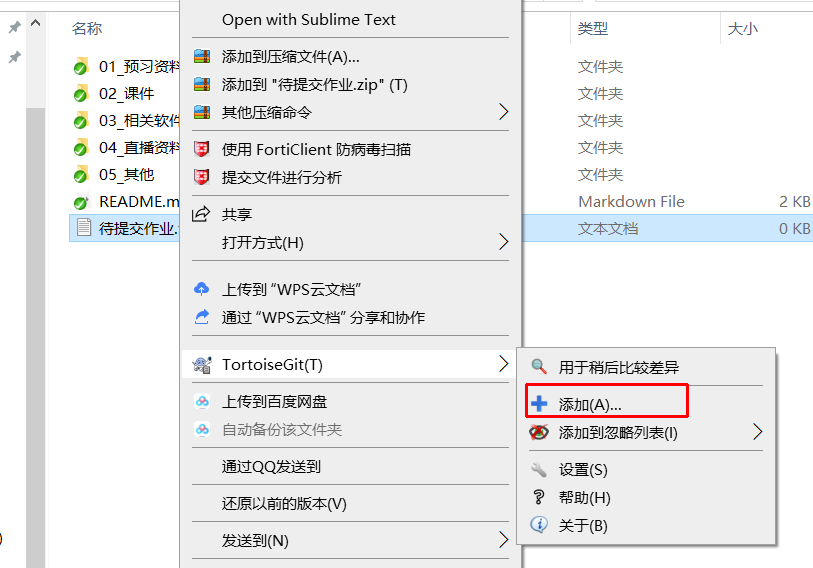 Open with Sublime Text
名称
类型
大小
添加到压缩文件(A)...
01_预习资料
文件夹
添加到 "待提交作业.zip" (T)
02_课件
文件夹
其他压缩命令
03_相关软件
文件夹
使用 FortiClient 防病毒扫描
04_直播资料
文件夹
提交文件进行分析
05_其他
文件夹
README.m
Markdown File
2 KB
共享
待提交作业.
文本文档
0 KB
打开方式(H)
上传到 “WPS云文档”
通过 “WPS云文档” 分享和协作
TortoiseGit(T)
用于稍后比较差异
上传到百度网盘
添加(A)...
自动备份该文件夹
添加到忽略列表(I)
通过QQ发送到
设置(S)
还原以前的版本(V)
帮助(H)
关于(B)
发送到(N)